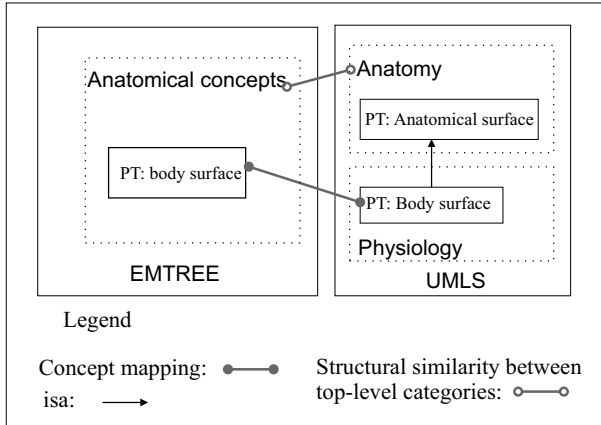 Anatomical concepts
Anatomy
PT: Anatomical surface
PT: body surface
PT: Body surface
Physiology
EMTREE
UMLS
Legend
Concept mapping:
isa:
Structural similarity between
top-level categories: